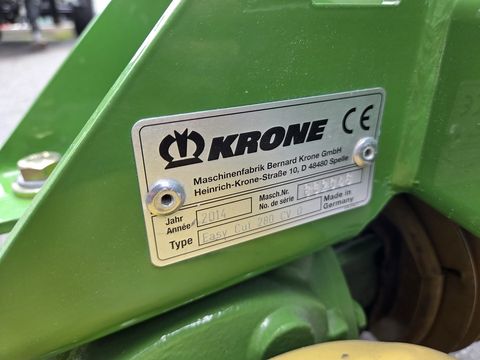 KRONE CE
Maschinenfabrik Bernard Krone GmbH
Heinrich-Krone-Straße 10, D 48480 Spelle
Jahr
Année 2014
Masch.Nr.
No. de série
Made in
Germany
Type Easy Cut 280 CV Q